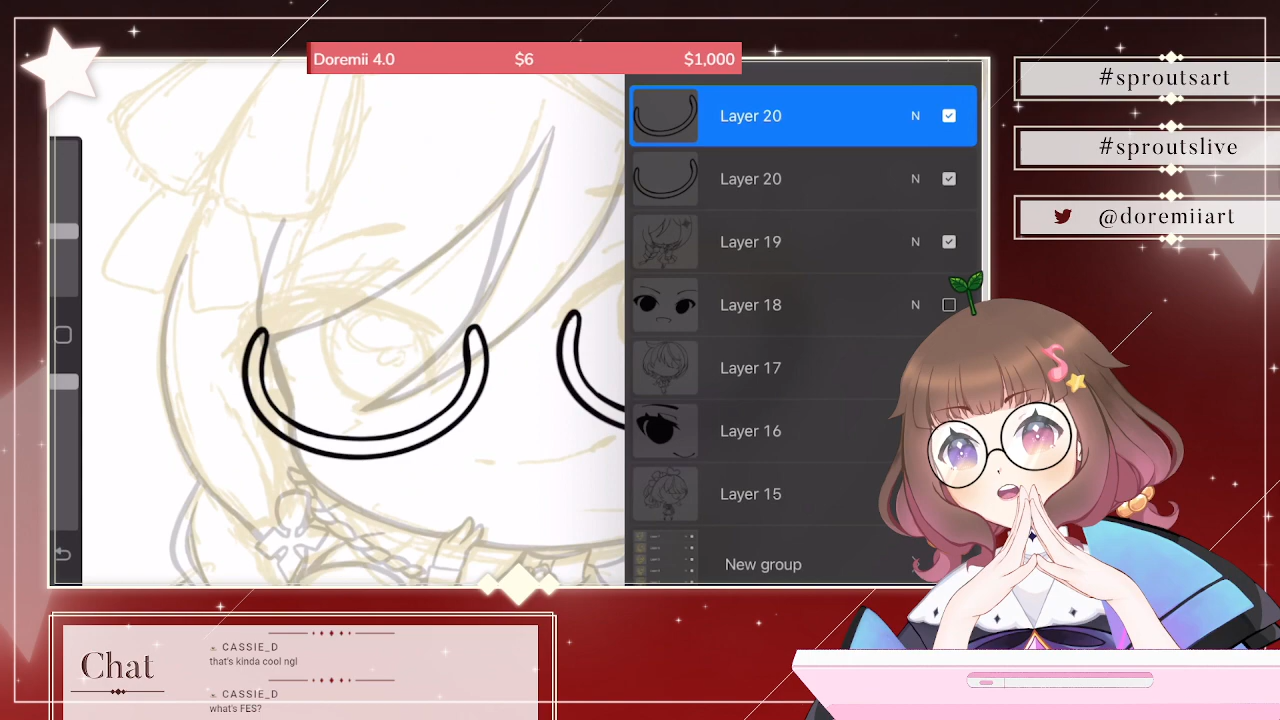 Doremii 4.0 $6 $1,000
#sproutsart
#sproutslive
@doremiiart
Layer 20 N
Layer 20 N
Layer 19 N
Layer 18 N
Layer 17
Layer 16
Layer 15
New group
Chat
CASSIE_D
that's kinda cool ngl
CASSIE_D
what's FES?